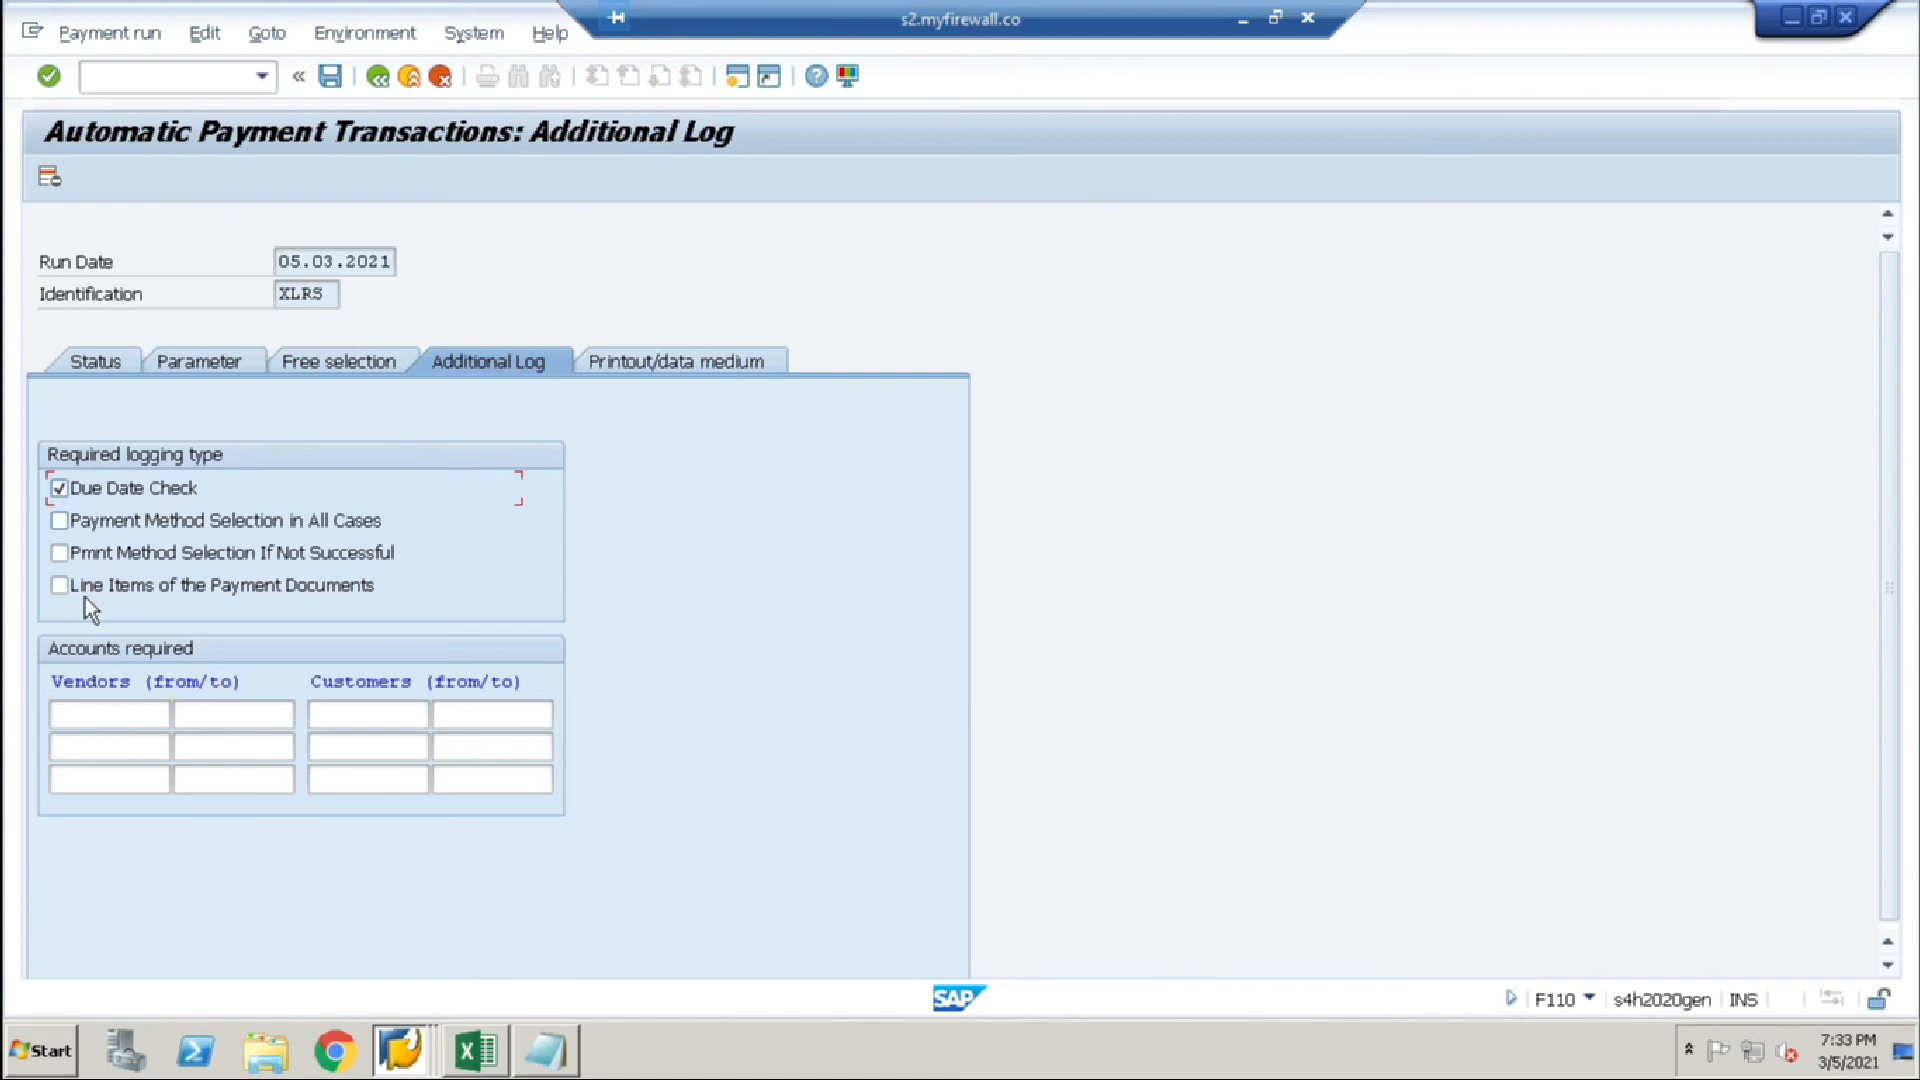 s2.myfirewall.co
Payment run Edit Goto Environment System Help
Automatic Payment Transactions: Additional Log
Run Date 05.03.2021
Identification XLRS
Status Parameter Free selection Additional Log Printout/data medium
Required logging type
Due Date Check
Payment Method Selection in All Cases
Pmnt Method Selection If Not Successful
Line Items of the Payment Documents
Accounts required
Vendors (from/to) Customers (from/to)
SAP F110 s4h2020gen INS
Start 7:33 PM
3/5/2021